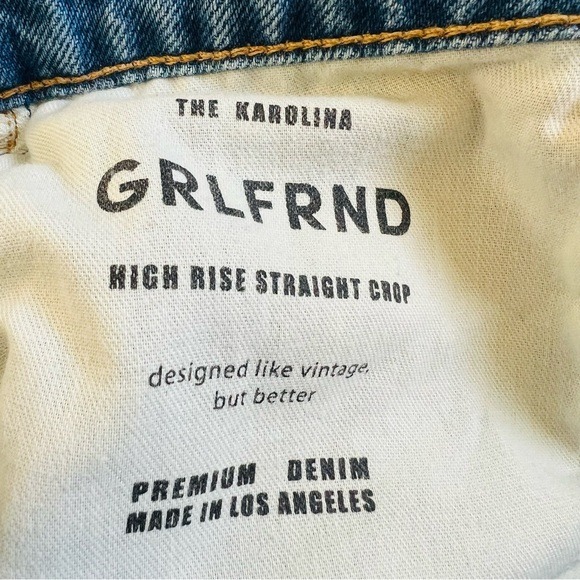 THE KAROLINA
GRLFRND
HIGH RISE STRAIGHT CROP
designed like vintage,
but better
PREMIUM DENIM
MADE IN LOS ANGELES